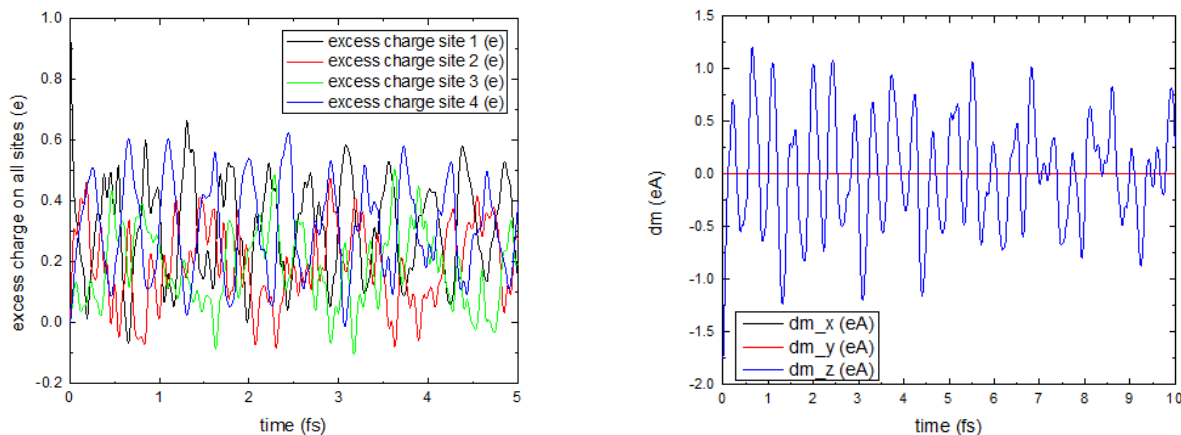 excess charge on all sites (e)
1.0
0.8
0.6
0.4
0.2
0.0
-0.2
excess charge site 1 (e)
excess charge site 2 (e)
excess charge site 3 (e)
excess charge site 4 (e)
0 1 2 3 4 5
time (fs)
dm (eA)
1.5
1.0
0.5
0.0
-0.5
-1.0
-1.5
-2.0
dm_x (eA)
dm_y (eA)
dm_z (eA)
0 1 2 3 4 5 6 7 8 9 10
time (fs)